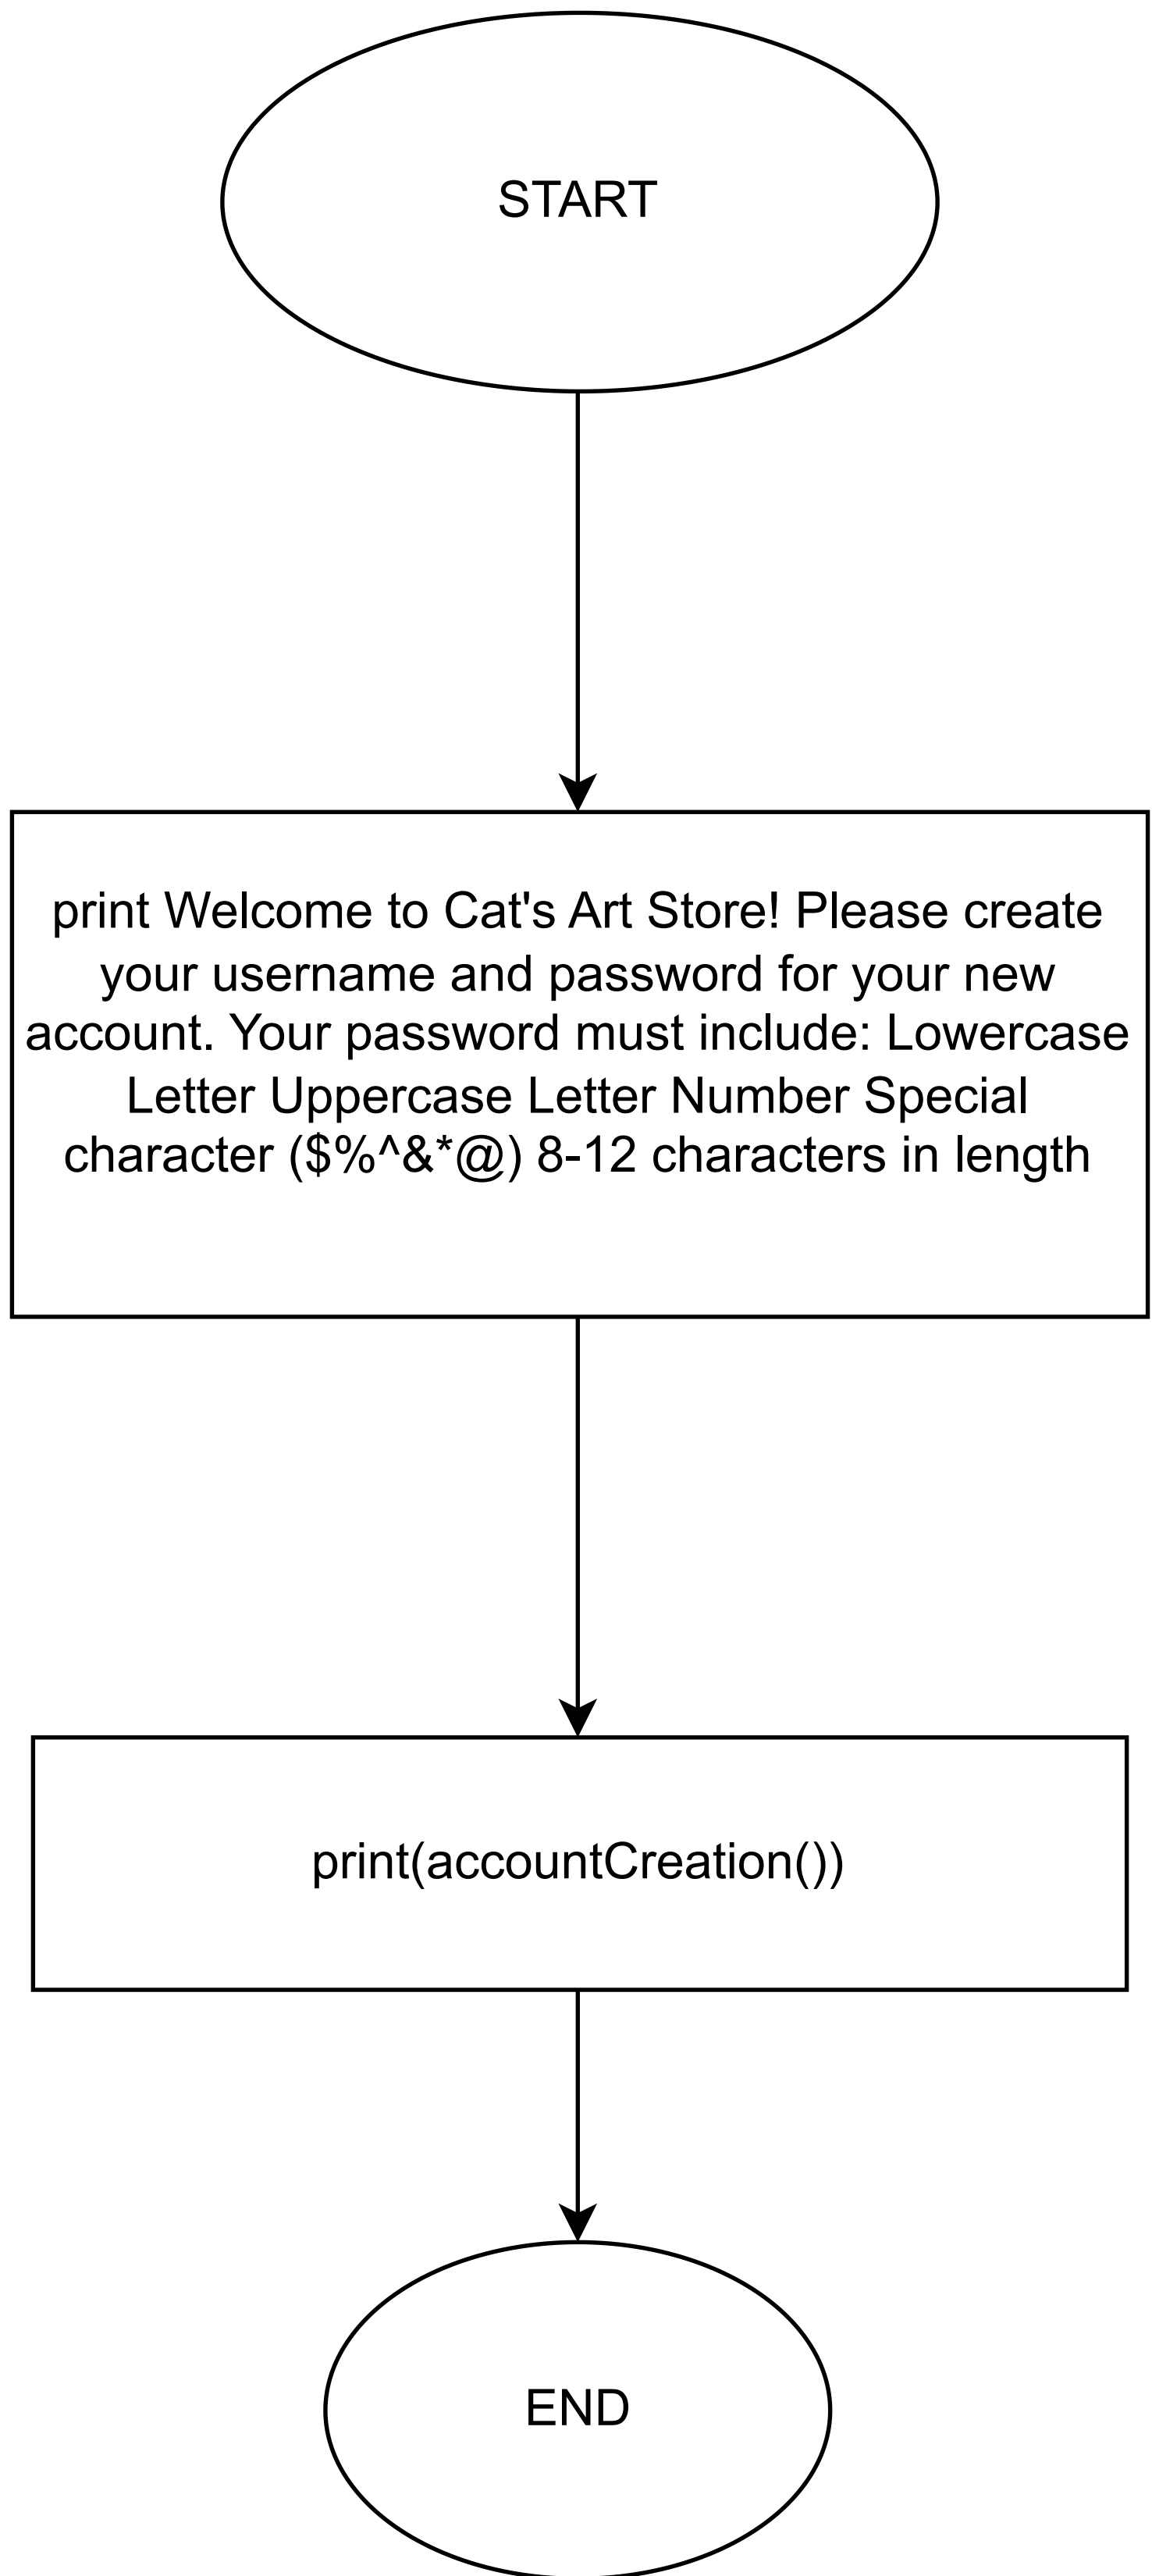 START
print Welcome to Cat's Art Store! Please create
your username and password for your new
account. Your password must include: Lowercase
Letter Uppercase Letter Number Special
character ($%^&*@) 8-12 characters in length
print(accountCreation())
END